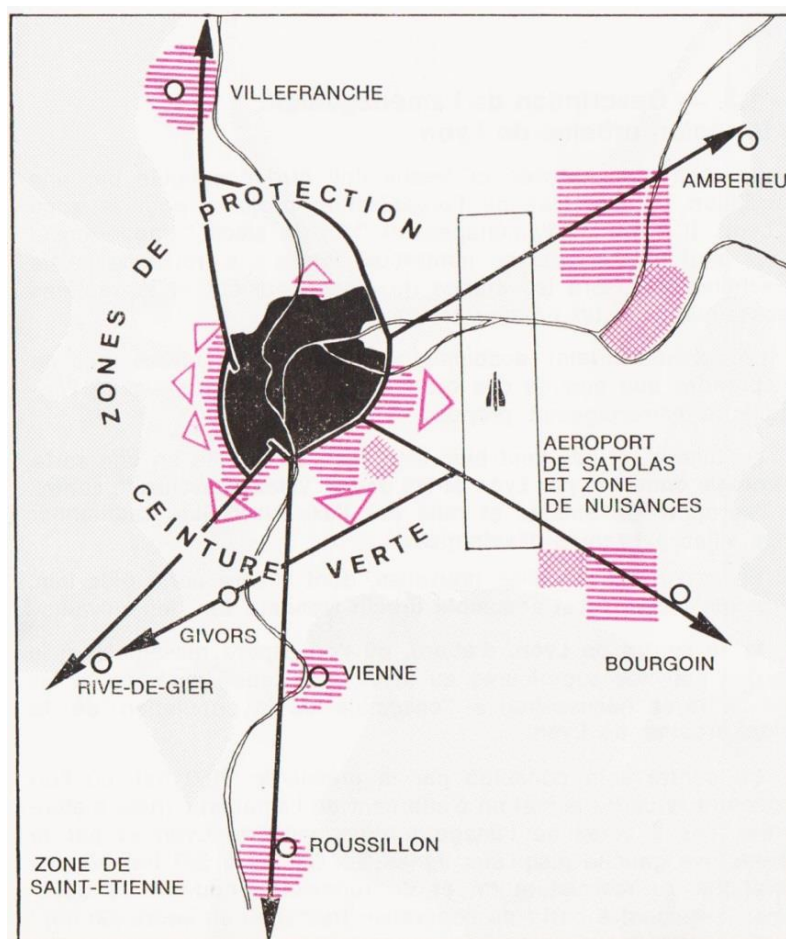 VILLEFRANCHE
AMBERIEU
ZONES DE PROTECTION
AEROPORT
DE SATOLAS
ET ZONE
DE NUISANCES
CEINTURE VERTE
GIVORS
RIVE-DE-GIER
VIENNE
BOURGOIN
ROUSSILLON
ZONE DE
SAINT-ETIENNE